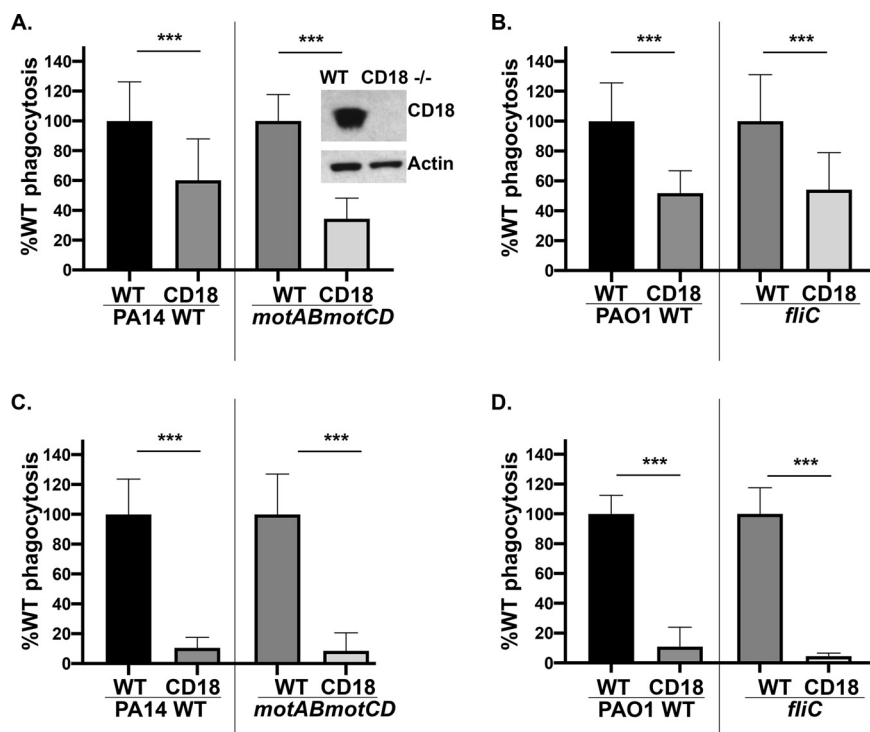 A.
%WT phagocytosis
140
120
100
80
60
40
20
0
***
***
WT CD18 -/-
CD18
Actin
WT CD18 WT CD18
PA14 WT motABmotCD
B.
%WT phagocytosis
140
120
100
80
60
40
20
0
***
***
WT CD18 WT CD18
PAO1 WT fliC
C.
%WT phagocytosis
140
120
100
80
60
40
20
0
***
***
WT CD18 WT CD18
PA14 WT motABmotCD
D.
%WT phagocytosis
140
120
100
80
60
40
20
0
***
***
WT CD18 WT CD18
PAO1 WT fliC